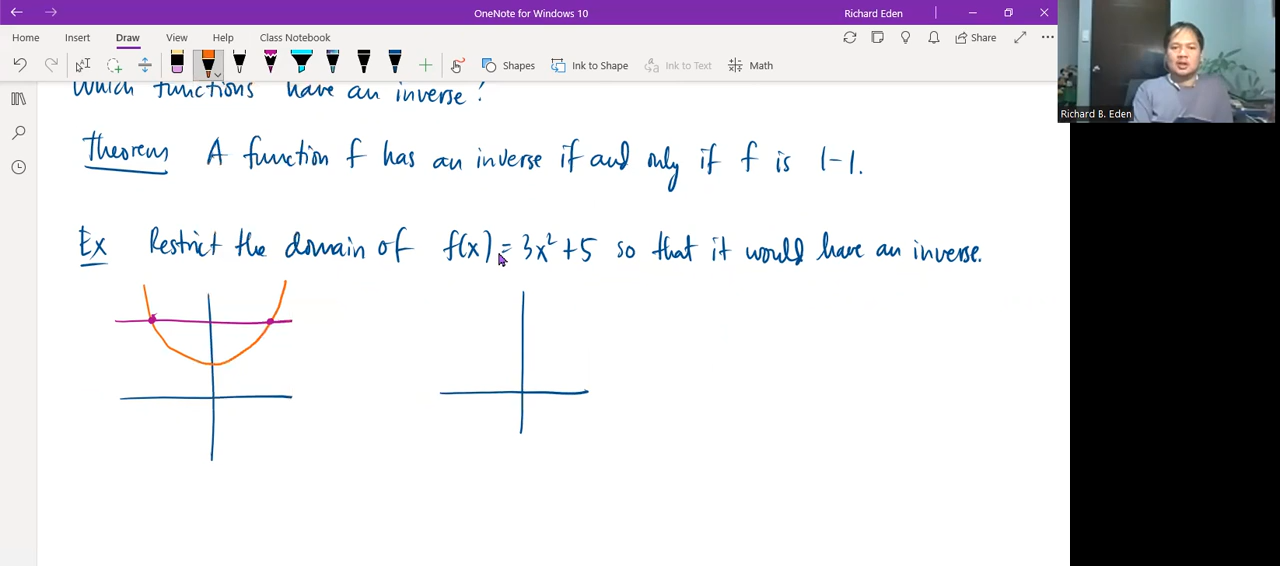 OneNote for Windows 10
Richard Eden
Home Insert Draw View Help Class Notebook
Share
Shapes Ink to Shape Ink to Text Math
Richard B. Eden
Which functions have an inverse?
Theorem A function f has an inverse if and only if f is 1-1.
Ex Restrict the domain of f(x) = 3x² + 5 so that it would have an inverse.